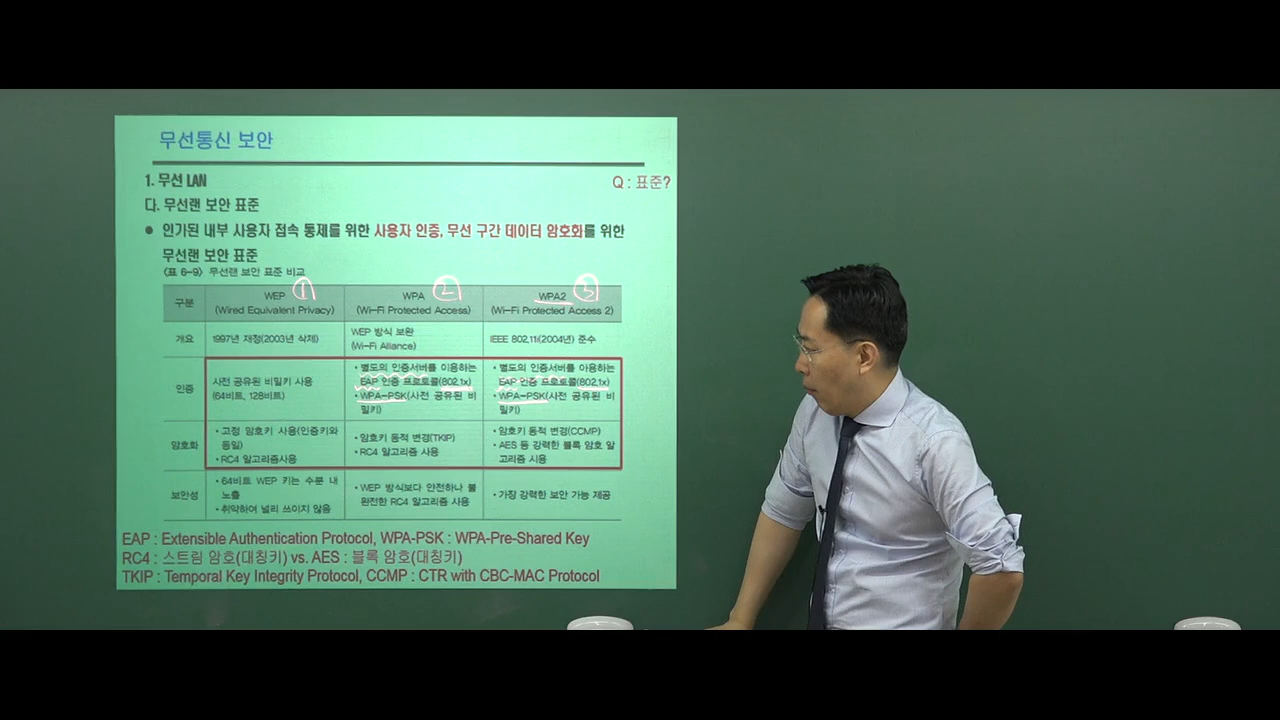 무선통신 보안
1. 무선 LAN
Q : 표준?
다. 무선랜 보안 표준
● 인가된 내부 사용자 접속 통제를 위한 사용자 인증, 무선 구간 데이터 암호화를 위한
무선랜 보안 표준
〈표 6-9〉 무선랜 보안 표준 비교
구분
WEP ①
(Wired Equivalent Privacy)
WPA ②
(Wi-Fi Protected Access)
WPA2 ③
(Wi-Fi Protected Access 2)
개요
1997년 재정(2003년 삭제)
WEP 방식 보완
(Wi-Fi Alliance)
IEEE 802.11i(2004년) 준수
인증
사전 공유된 비밀키 사용
(64비트, 128비트)
• 별도의 인증서버를 이용하는
EAP 인증 프로토콜(802.1x)
• WPA-PSK(사전 공유된 비
밀키)
• 별도의 인증서버를 이용하는
EAP 인증 프로토콜(802.1x)
• WPA-PSK(사전 공유된 비
밀키)
암호화
• 고정 암호키 사용(인증키와
동일)
• RC4 알고리즘사용
• 암호키 동적 변경(TKIP)
• RC4 알고리즘 사용
• 암호키 동적 변경(CCMP)
• AES 등 강력한 블록 암호 알
고리즘 사용
보안성
• 64비트 WEP 키는 수분 내
노출
• 취약하여 널리 쓰이지 않음
• WEP 방식보다 안전하나 불
완전한 RC4 알고리즘 사용
• 가장 강력한 보안 기능 제공
EAP : Extensible Authentication Protocol, WPA-PSK : WPA-Pre-Shared Key
RC4 : 스트림 암호(대칭키) vs. AES : 블록 암호(대칭키)
TKIP : Temporal Key Integrity Protocol, CCMP : CTR with CBC-MAC Protocol